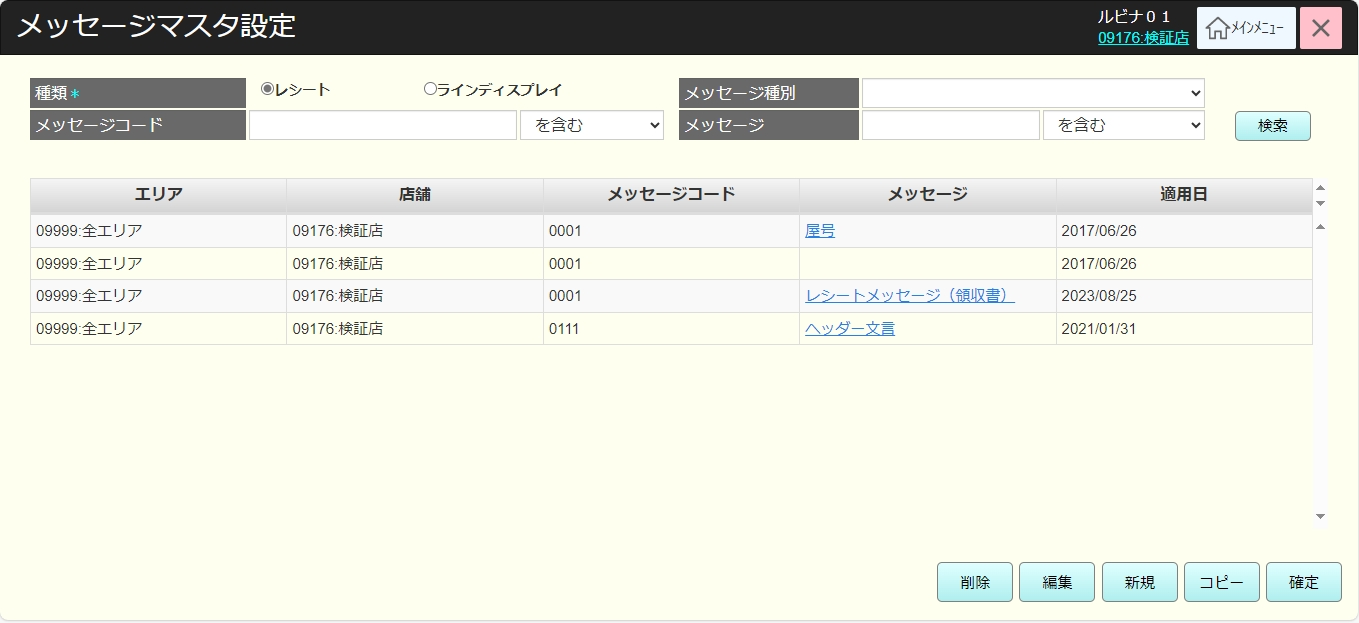 メッセージマスタ設定
ルビナ０１
09176:検証店
ﾒｲﾝﾒﾆｭｰ
種類* レシート ラインディスプレイ メッセージ種別
メッセージコード を含む メッセージ を含む 検索
エリア 店舗 メッセージコード メッセージ 適用日
09999:全エリア 09176:検証店 0001 屋号 2017/06/26
09999:全エリア 09176:検証店 0001 2017/06/26
09999:全エリア 09176:検証店 0001 レシートメッセージ（領収書） 2023/08/25
09999:全エリア 09176:検証店 0111 ヘッダー文言 2021/01/31
削除 編集 新規 コピー 確定